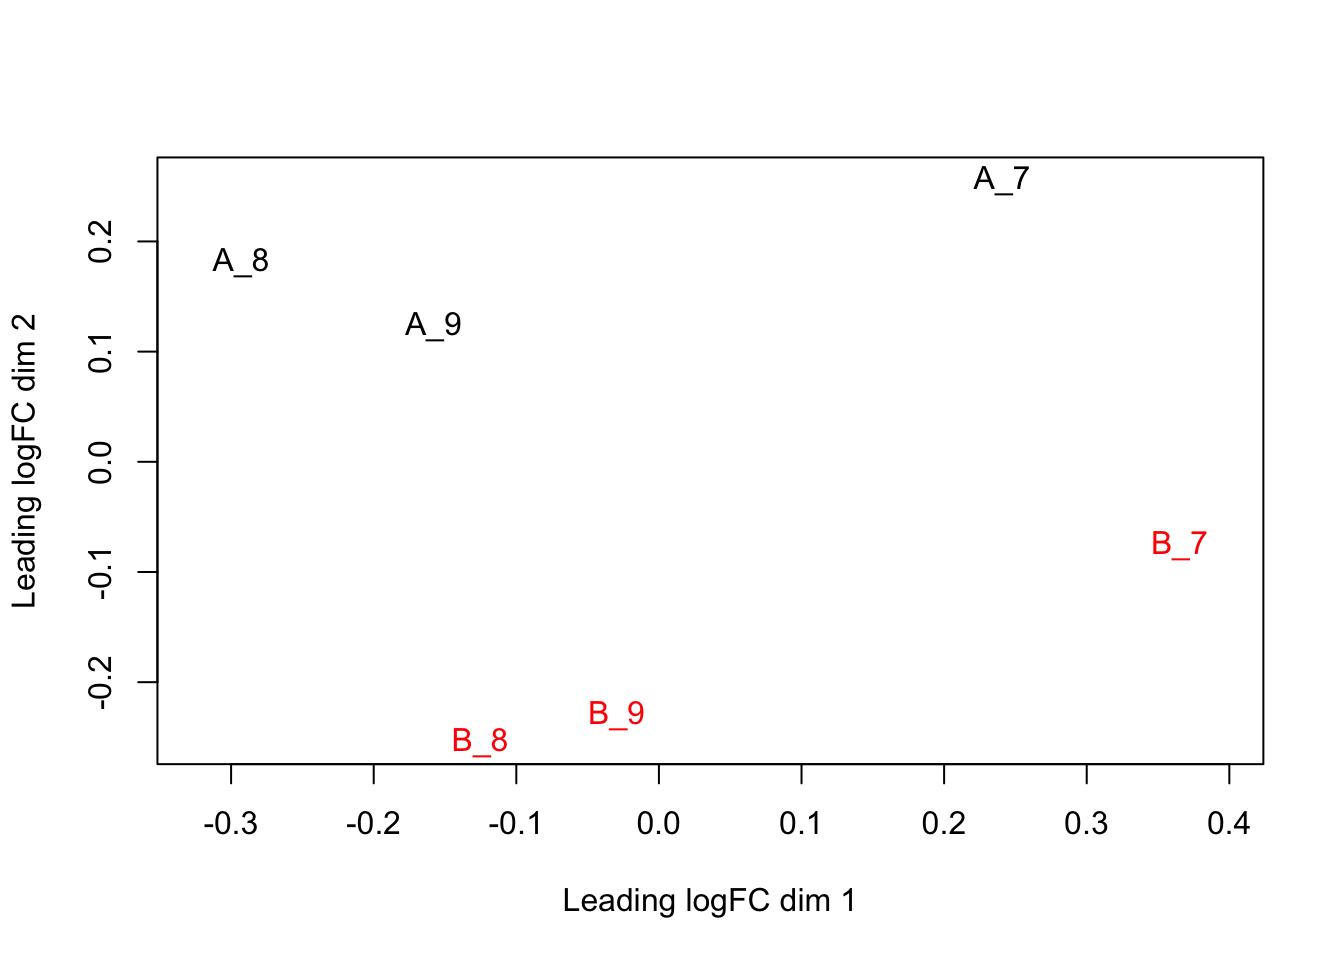 A_7
A_8
A_9
B_7
B_9
B_8
0.2
0.1
0.0
-0.1
-0.2
Leading logFC dim 2
-0.3 -0.2 -0.1 0.0 0.1 0.2 0.3 0.4
Leading logFC dim 1